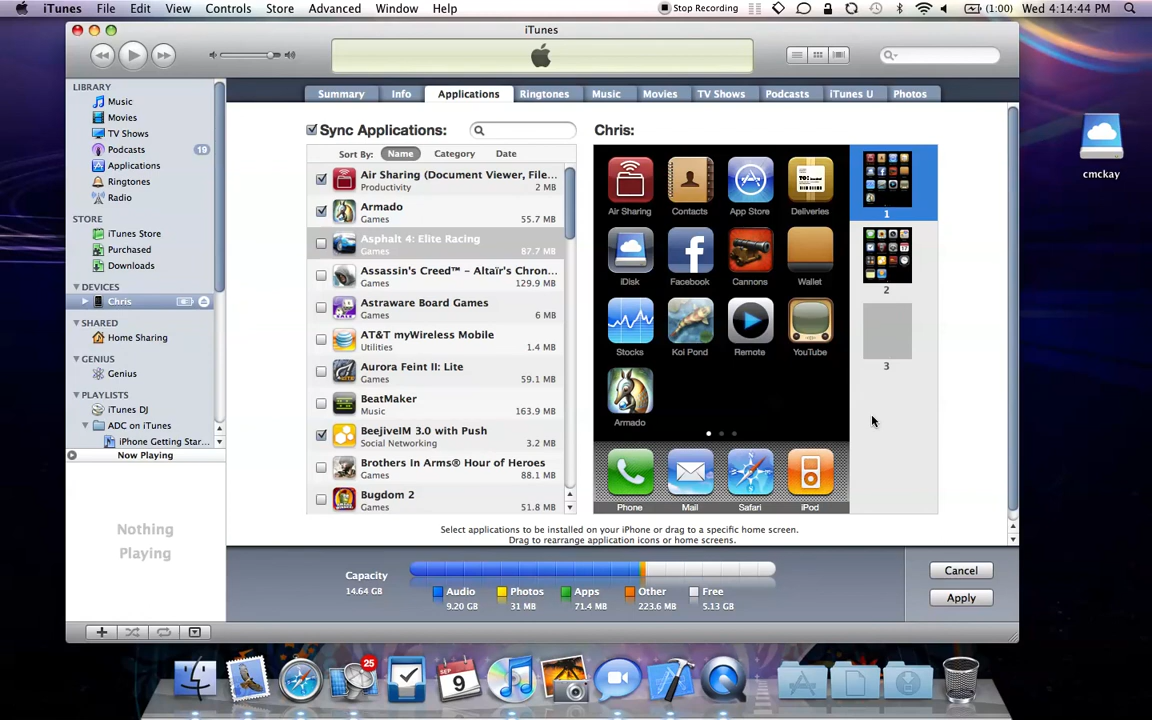 iTunes File Edit View Controls Store Advanced Window Help Stop Recording (1:00) Wed 4:14:44 PM
iTunes
Summary Info Applications Ringtones Music Movies TV Shows Podcasts iTunes U Photos
LIBRARY
Music
Movies
TV Shows
Podcasts 19
Applications
Ringtones
Radio
STORE
iTunes Store
Purchased
Downloads
DEVICES
Chris
SHARED
Home Sharing
GENIUS
Genius
PLAYLISTS
iTunes DJ
ADC on iTunes
iPhone Getting Star...
Now Playing
Nothing
Playing
Sync Applications:
Sort By: Name Category Date
Air Sharing (Document Viewer, File...
Productivity 2 MB
Armado
Games 55.7 MB
Asphalt 4: Elite Racing
Games 87.7 MB
Assassin's Creed™ – Altaïr's Chron...
Games 129.9 MB
Astraware Board Games
Games 6 MB
AT&T myWireless Mobile
Utilities 1.4 MB
Aurora Feint II: Lite
Games 59.1 MB
BeatMaker
Music 163.9 MB
BeejiveIM 3.0 with Push
Social Networking 3.2 MB
Brothers In Arms® Hour of Heroes
Games 88.1 MB
Bugdom 2
Games 51.8 MB
Chris:
Air Sharing Contacts App Store Deliveries
iDisk Facebook Cannons Wallet
Stocks Koi Pond Remote YouTube
Armado
Phone Mail Safari iPod
1
2
3
Select applications to be installed on your iPhone or drag to a specific home screen.
Drag to rearrange application icons or home screens.
Capacity
14.64 GB
Audio Photos Apps Other Free
9.20 GB 31 MB 71.4 MB 223.6 MB 5.13 GB
Cancel
Apply
cmckay
25
9